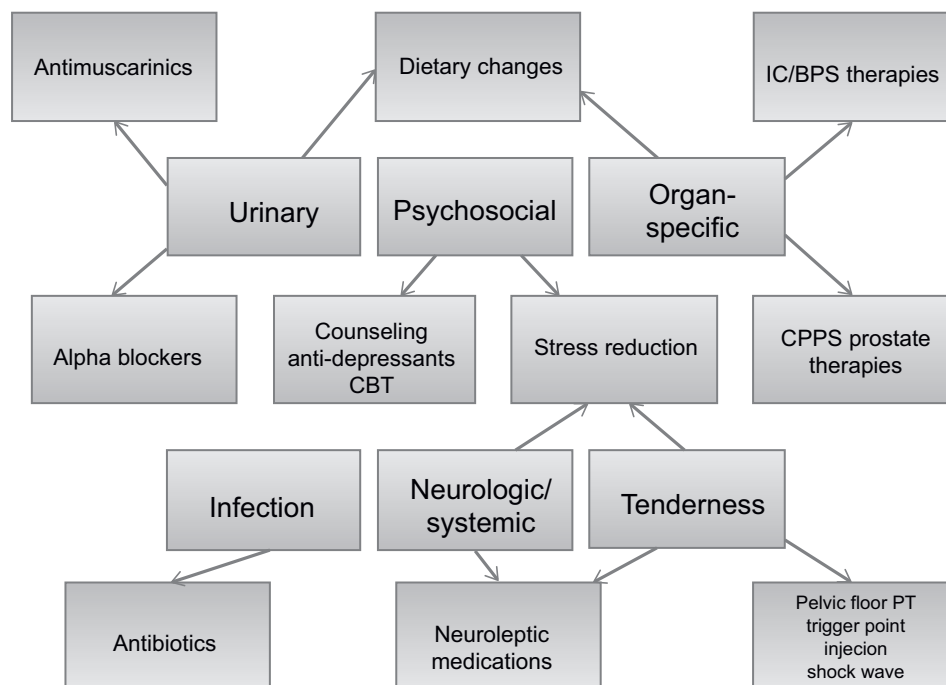 Antimuscarinics
Dietary changes
IC/BPS therapies
Urinary
Psychosocial
Organ-
specific
Alpha blockers
Counseling
anti-depressants
CBT
Stress reduction
CPPS prostate
therapies
Infection
Neurologic/
systemic
Tenderness
Antibiotics
Neuroleptic
medications
Pelvic floor PT
trigger point
injecion
shock wave